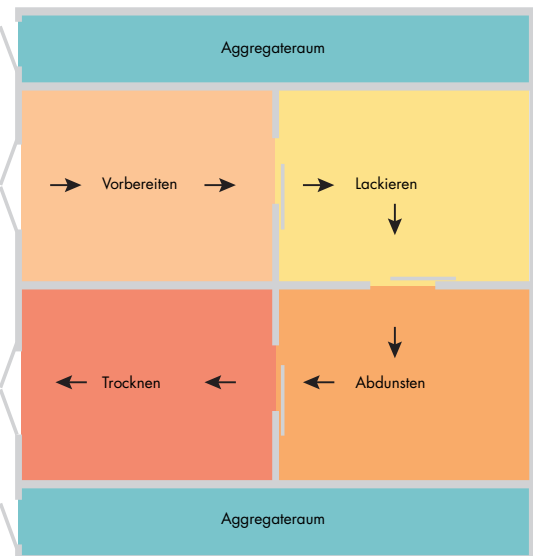 Aggregateraum
Vorbereiten
Lackieren
Trocknen
Abdunsten
Aggregateraum